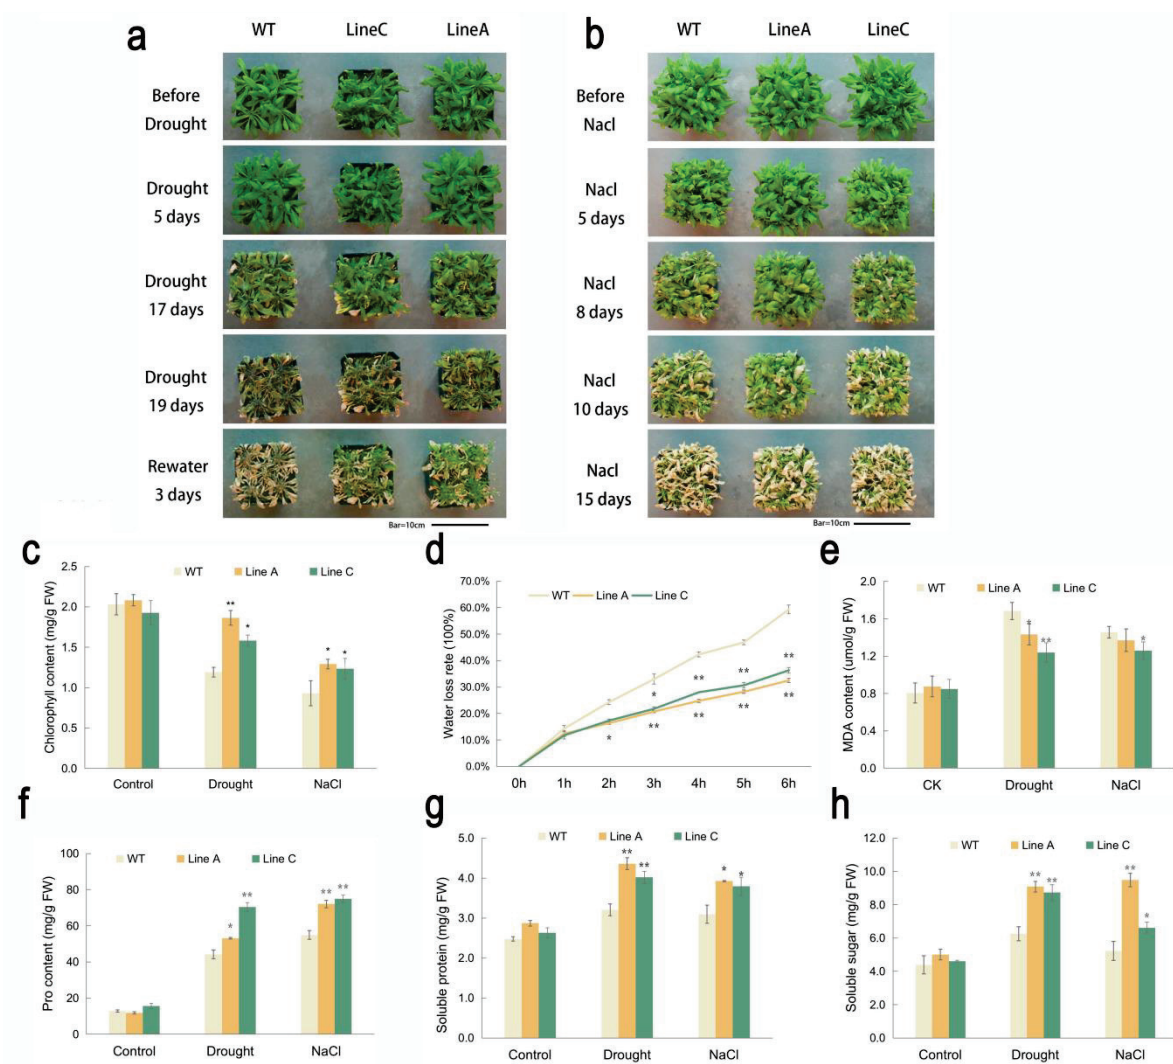 a
WT LineC LineA
Before
Drought
Drought
5 days
Drought
17 days
Drought
19 days
Rewater
3 days
Bar=10cm
b
WT LineA LineC
Before
Nacl
Nacl
5 days
Nacl
8 days
Nacl
10 days
Nacl
15 days
Bar=10cm
c
Chlorophyll content (mg/g FW)
WT Line A Line C
2.5
2.0
1.5
1.0
0.5
0.0
** *
* *
Control Drought NaCl
d
Water loss rate (100%)
70.0%
60.0%
50.0%
40.0%
30.0%
20.0%
10.0%
0.0%
WT Line A Line C
* ** ** **
* ** ** ** **
0h 1h 2h 3h 4h 5h 6h
e
MDA content (umol/g FW)
WT Line A Line C
2.0
1.6
1.2
0.8
0.4
0.0
* **
*
CK Drought NaCl
f
Pro content (mg/g FW)
WT Line A Line C
100
80
60
40
20
0
* **
** **
Control Drought NaCl
g
Soluble protein (mg/g FW)
WT Line A Line C
5.0
4.0
3.0
2.0
1.0
0.0
** **
* *
Control Drought NaCl
h
Soluble sugar (mg/g FW)
WT Line A Line C
12.0
10.0
8.0
6.0
4.0
2.0
0.0
** **
** *
Control Drought NaCl